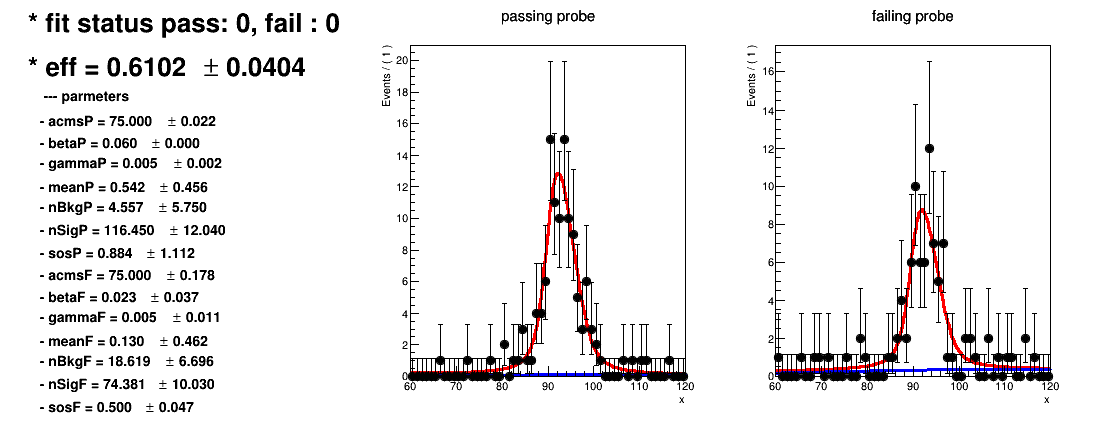 * fit status pass: 0, fail : 0
* eff = 0.6102 ± 0.0404
--- parmeters
- acmsP = 75.000 ± 0.022
- betaP = 0.060 ± 0.000
- gammaP = 0.005 ± 0.002
- meanP = 0.542 ± 0.456
- nBkgP = 4.557 ± 5.750
- nSigP = 116.450 ± 12.040
- sosP = 0.884 ± 1.112
- acmsF = 75.000 ± 0.178
- betaF = 0.023 ± 0.037
- gammaF = 0.005 ± 0.011
- meanF = 0.130 ± 0.462
- nBkgF = 18.619 ± 6.696
- nSigF = 74.381 ± 10.030
- sosF = 0.500 ± 0.047
passing probe
Events / ( 1 )
20
18
16
14
12
10
8
6
4
2
0
60 70 80 90 100 110 120
x
failing probe
Events / ( 1 )
16
14
12
10
8
6
4
2
0
60 70 80 90 100 110 120
x